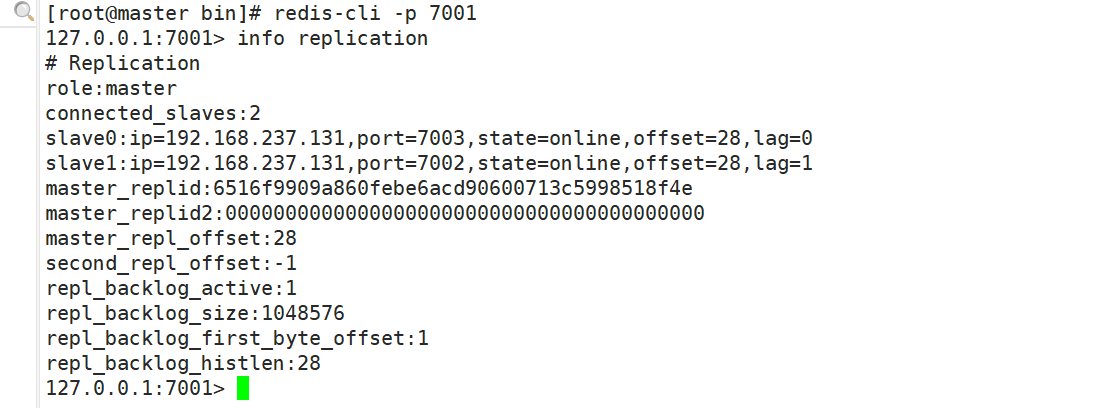 [root@master bin]# redis-cli -p 7001
127.0.0.1:7001> info replication
# Replication
role:master
connected_slaves:2
slave0:ip=192.168.237.131,port=7003,state=online,offset=28,lag=0
slave1:ip=192.168.237.131,port=7002,state=online,offset=28,lag=1
master_replid:6516f9909a860febe6acd90600713c5998518f4e
master_replid2:0000000000000000000000000000000000000000
master_repl_offset:28
second_repl_offset:-1
repl_backlog_active:1
repl_backlog_size:1048576
repl_backlog_first_byte_offset:1
repl_backlog_histlen:28
127.0.0.1:7001>